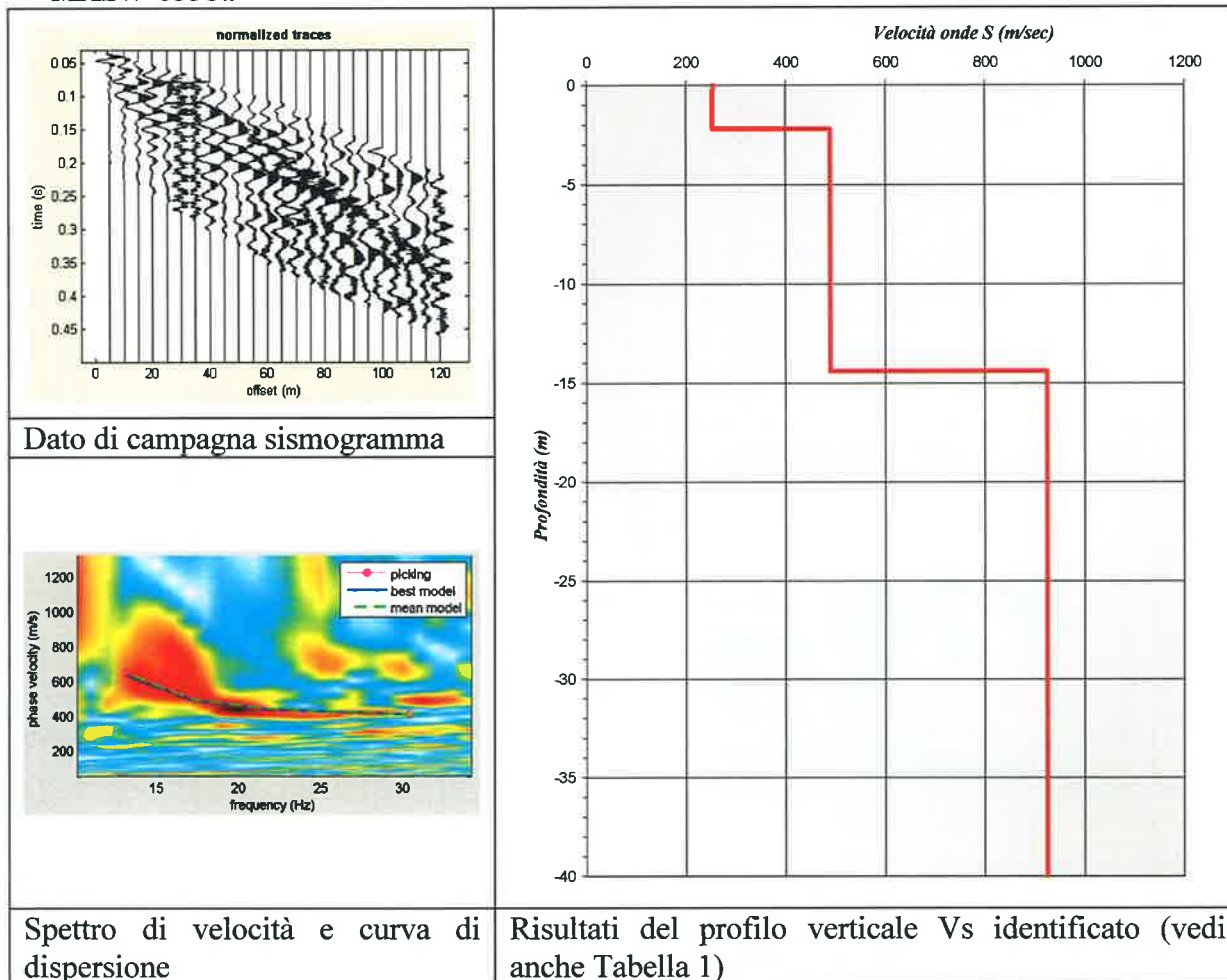 normalized traces
0.05
0.1
0.15
0.2
0.25
0.3
0.35
0.4
0.45
time (s)
0 20 40 60 80 100 120
offset (m)
Dato di campagna sismogramma
picking
best model
mean model
1200
1000
800
600
400
200
phase velocity (m/s)
15 20 25 30
frequency (Hz)
Spettro di velocità e curva di
dispersione
Velocità onde S (m/sec)
0 200 400 600 800 1000 1200
0
-5
-10
-15
-20
-25
-30
-35
-40
Profondità (m)
Risultati del profilo verticale Vs identificato (vedi
anche Tabella 1)